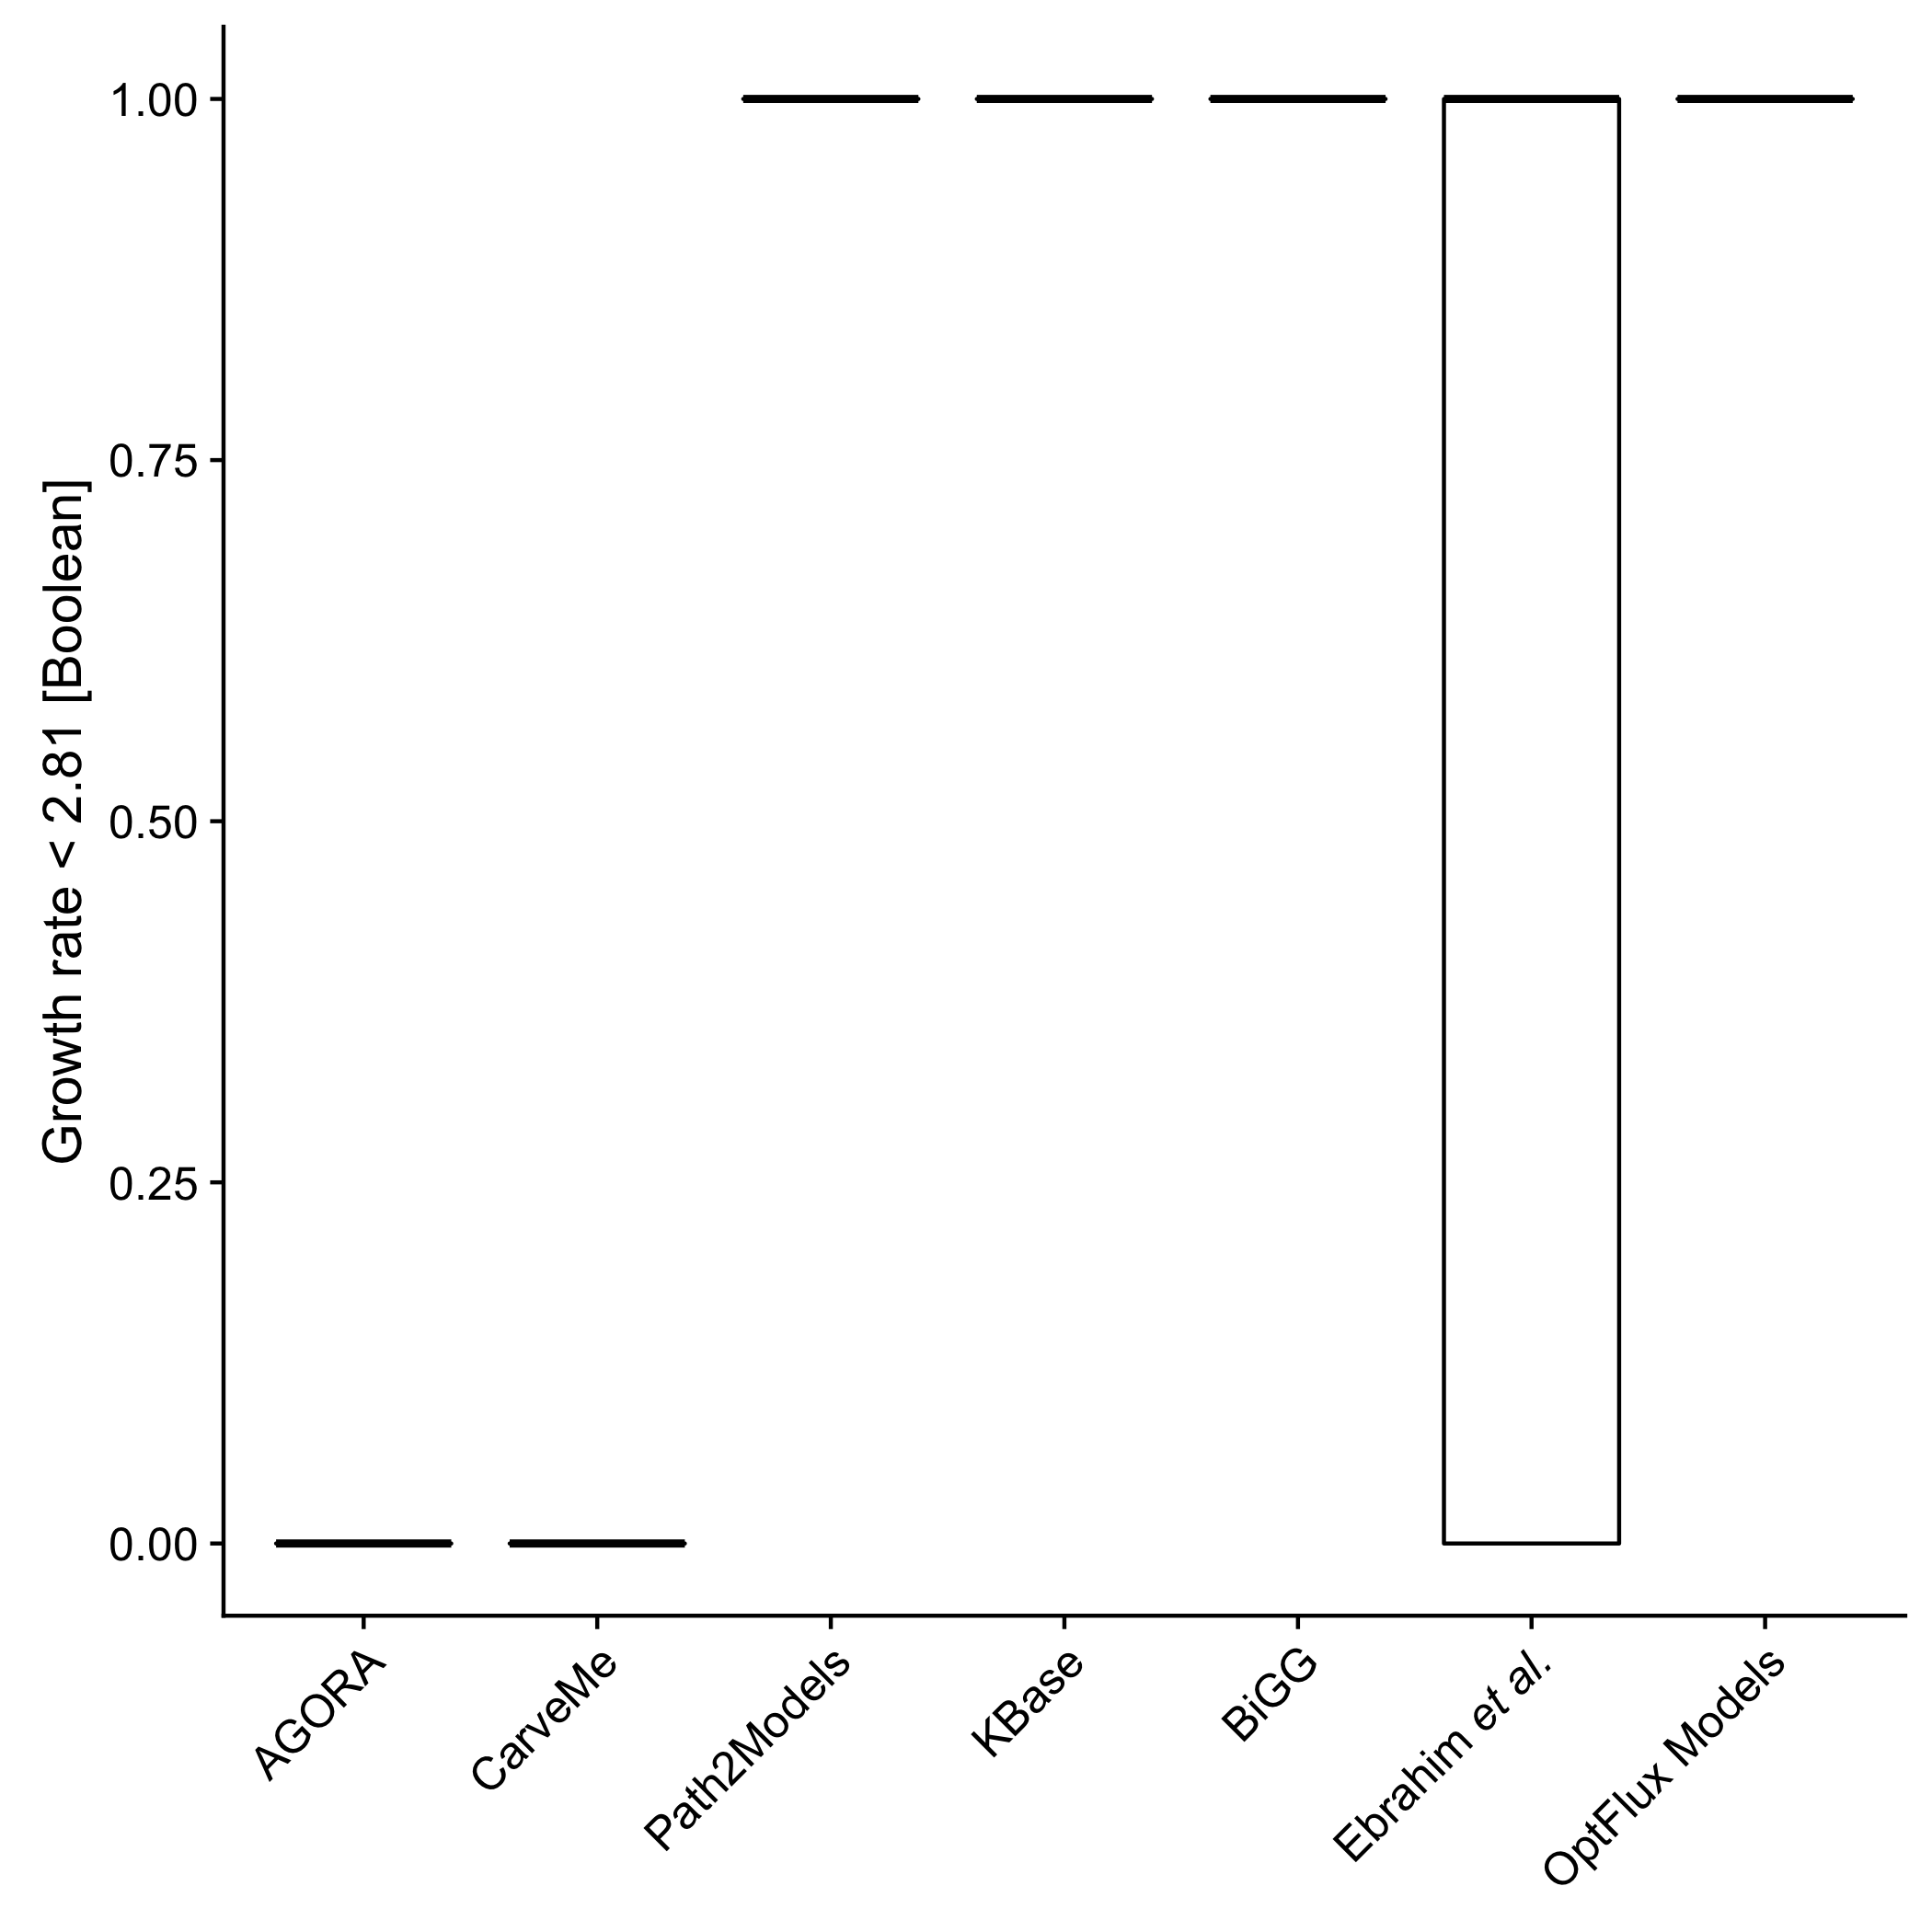 Growth rate < 2.81 [Boolean]
1.00
0.75
0.50
0.25
0.00
AGORA
CarveMe
Path2Models
KBase
BiGG
Ebrahim et al.
OptFlux Models